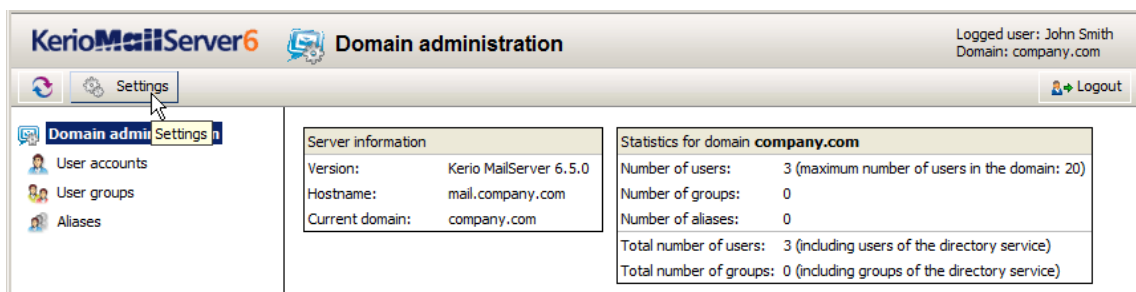 KerioMailServer6
Domain administration
Logged user: John Smith
Domain: company.com
Settings
Logout
Domain admi n
Settings
User accounts
User groups
Aliases
Server information
Version: Kerio MailServer 6.5.0
Hostname: mail.company.com
Current domain: company.com
Statistics for domain company.com
Number of users: 3 (maximum number of users in the domain: 20)
Number of groups: 0
Number of aliases: 0
Total number of users: 3 (including users of the directory service)
Total number of groups: 0 (including groups of the directory service)